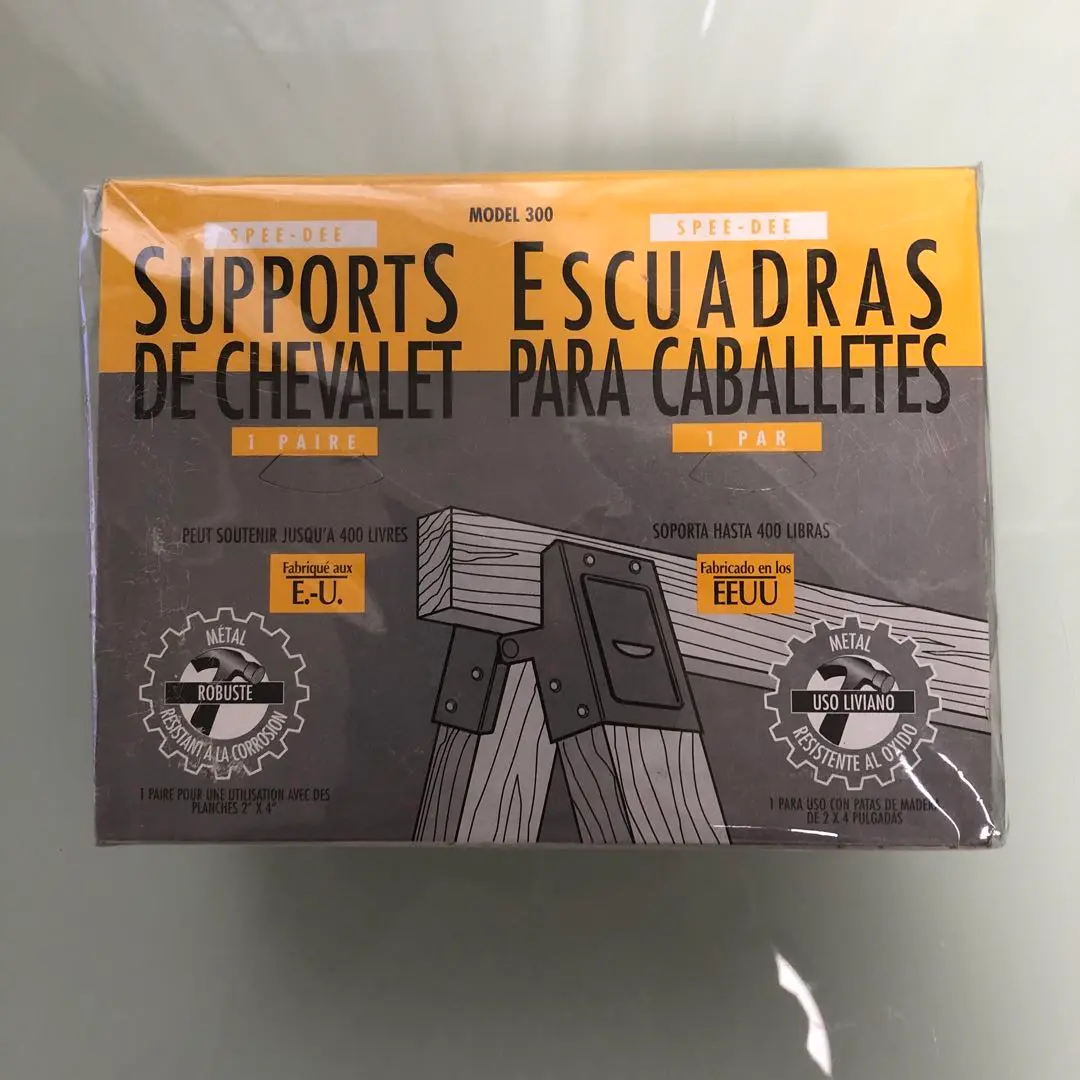 MODEL 300
SPEE-DEE
SUPPORTS
DE CHEVALET
1 PAIRE
PEUT SOUTENIR JUSQU'A 400 LIVRES
Fabriqué aux
E.-U.
MÉTAL
ROBUSTE
RÉSISTANT À LA CORROSION
1 PAIRE POUR UNE UTILISATION AVEC DES
PLANCHES 2" X 4"
SPEE-DEE
ESCUADRAS
PARA CABALLETES
1 PAR
SOPORTA HASTA 400 LIBRAS
Fabricado en los
EEUU
METAL
USO LIVIANO
RESISTENTE AL OXIDO
1 PARA USO CON PATAS DE MADERA
DE 2 X 4 PULGADAS